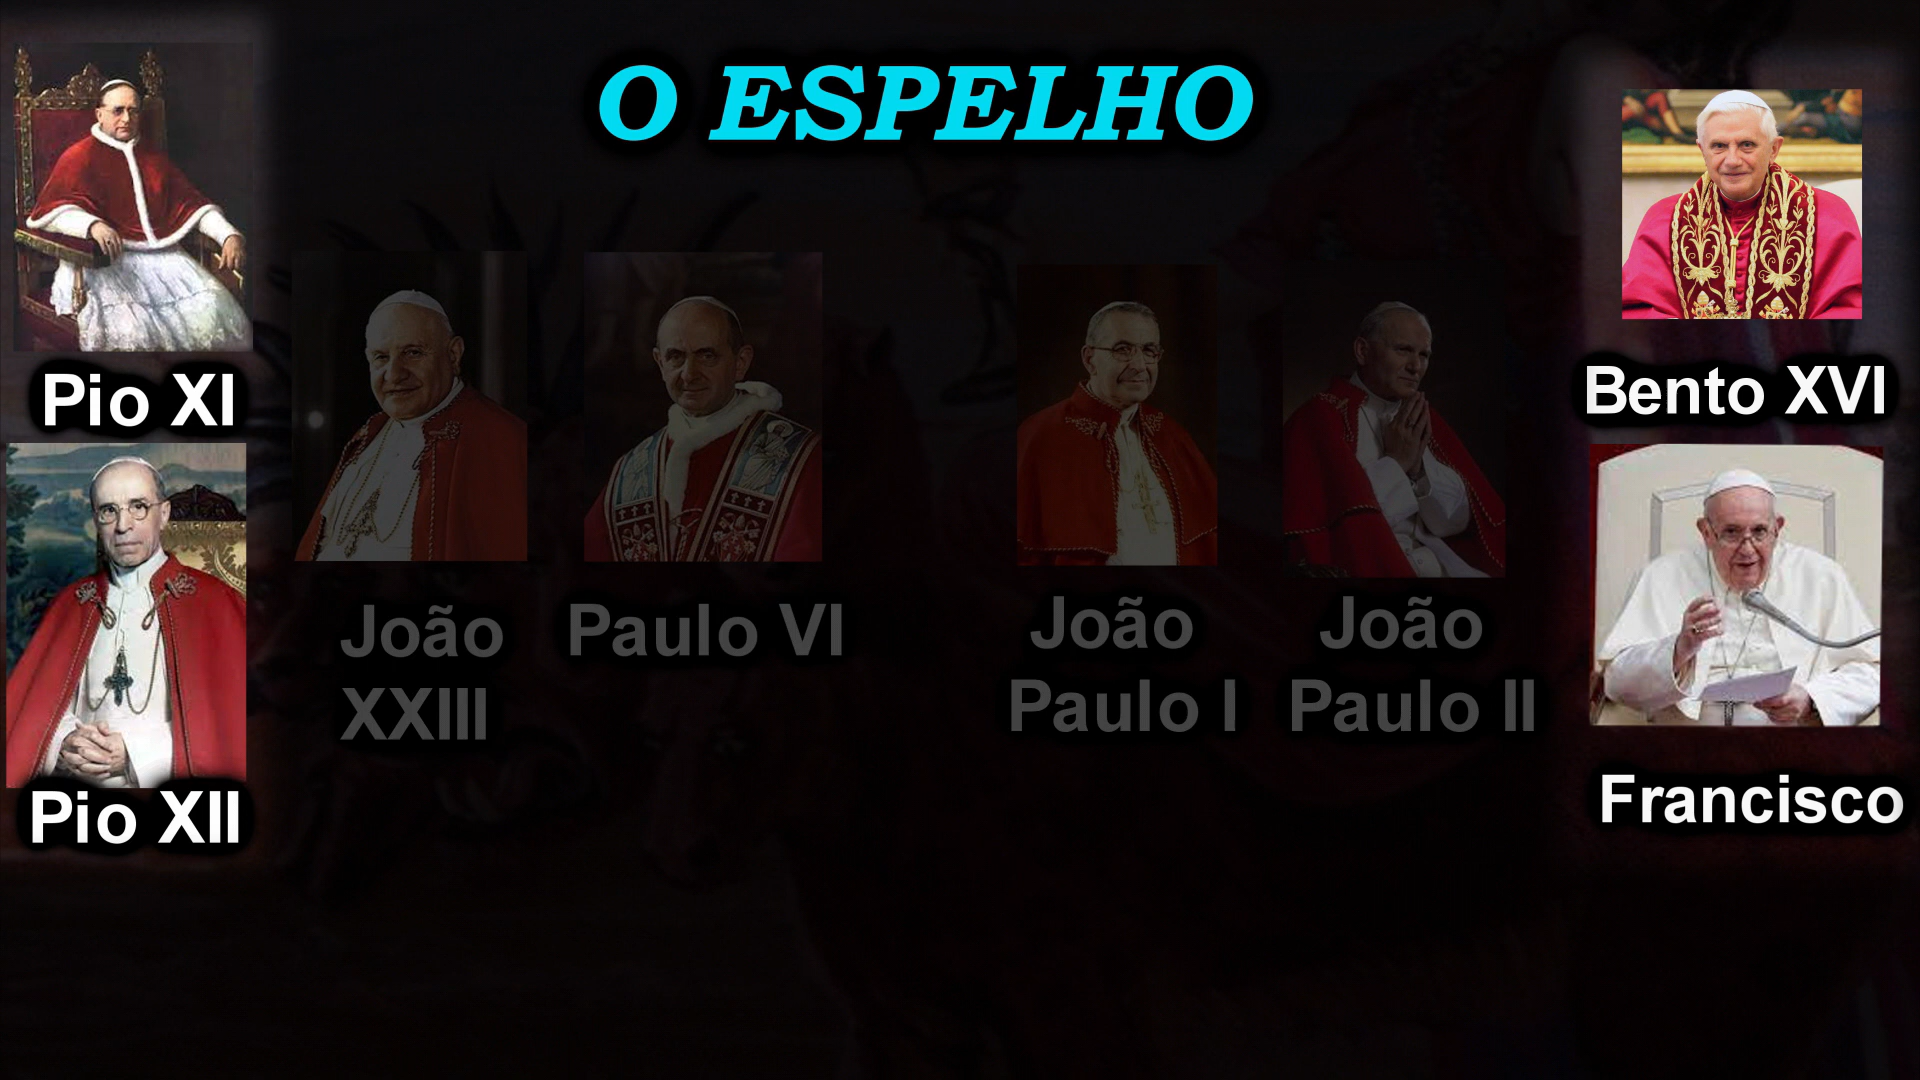 O ESPELHO
Pio XI
Pio XII
João
XXIII
Paulo VI
João
Paulo I
João
Paulo II
Bento XVI
Francisco